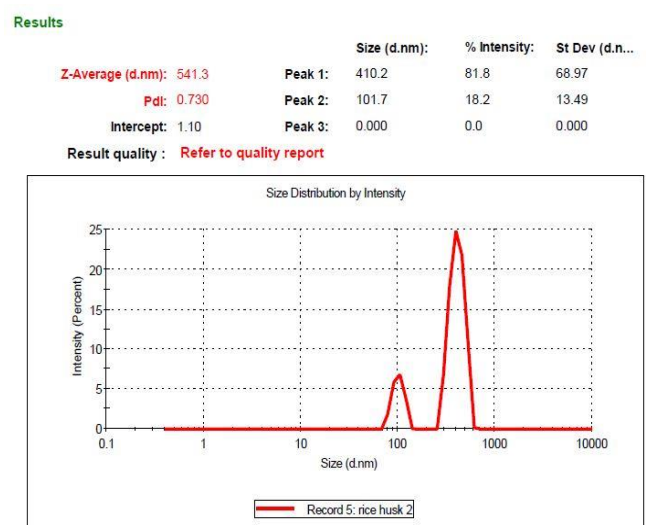 Results
Size (d.nm): % Intensity: St Dev (d.n...
Z-Average (d.nm): 541.3 Peak 1: 410.2 81.8 68.97
PdI: 0.730 Peak 2: 101.7 18.2 13.49
Intercept: 1.10 Peak 3: 0.000 0.0 0.000
Result quality : Refer to quality report
Size Distribution by Intensity
Intensity (Percent)
25
20
15
10
5
0
0.1 1 10 100 1000 10000
Size (d.nm)
Record 5: rice husk 2